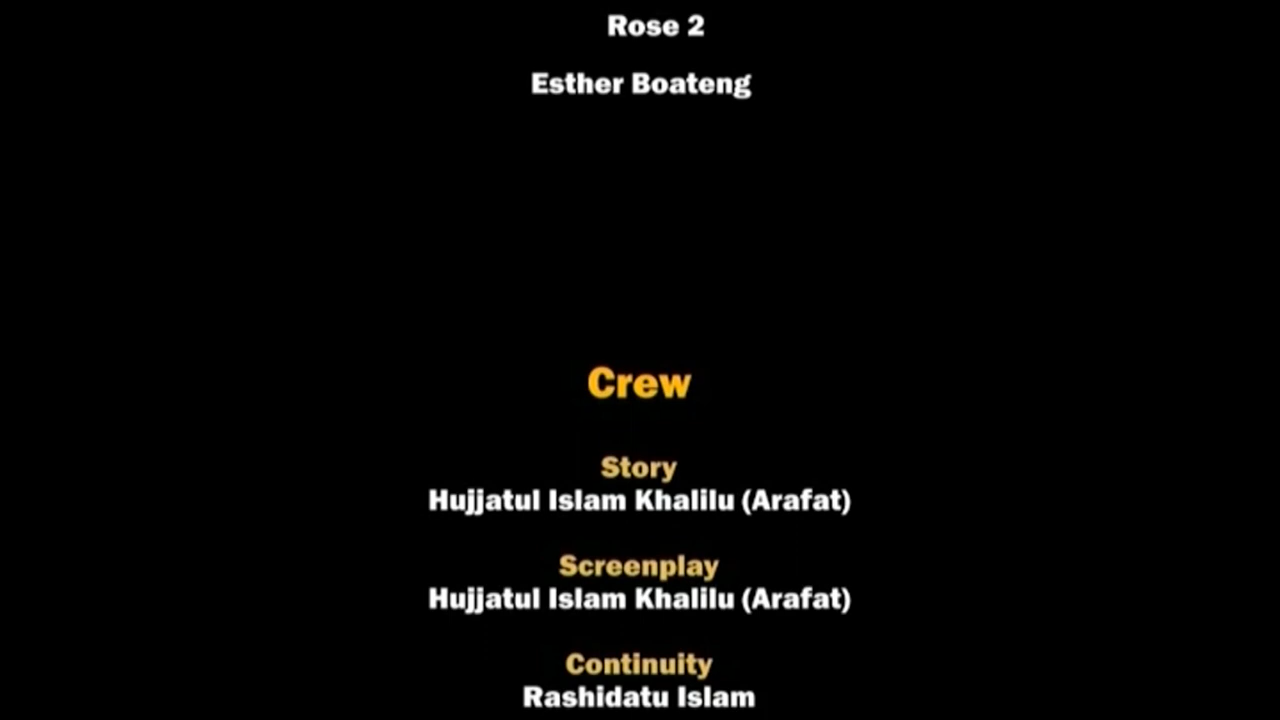 Rose 2
Esther Boateng
Crew
Story
Hujjatul Islam Khalilu (Arafat)
Screenplay
Hujjatul Islam Khalilu (Arafat)
Continuity
Rashidatu Islam